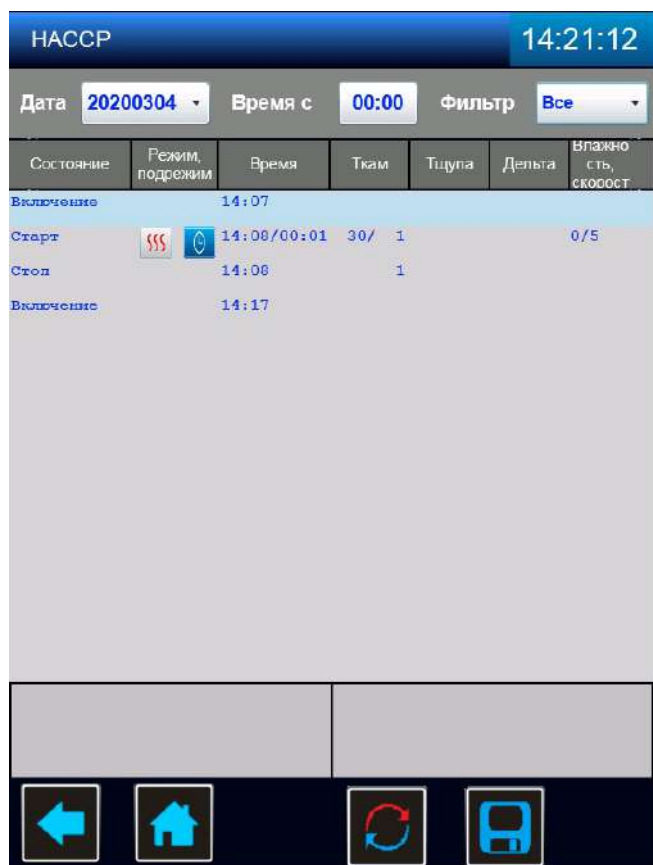 HACCP 14:21:12
Дата 20200304 Время с 00:00 Фильтр Все
Состояние Режим, подрежим Время Ткам Тщупа Дельта Влажно сть, скорост
Включение 14:07
Старт 14:08/00:01 30/ 1 0/5
Стоп 14:08 1
Включение 14:17